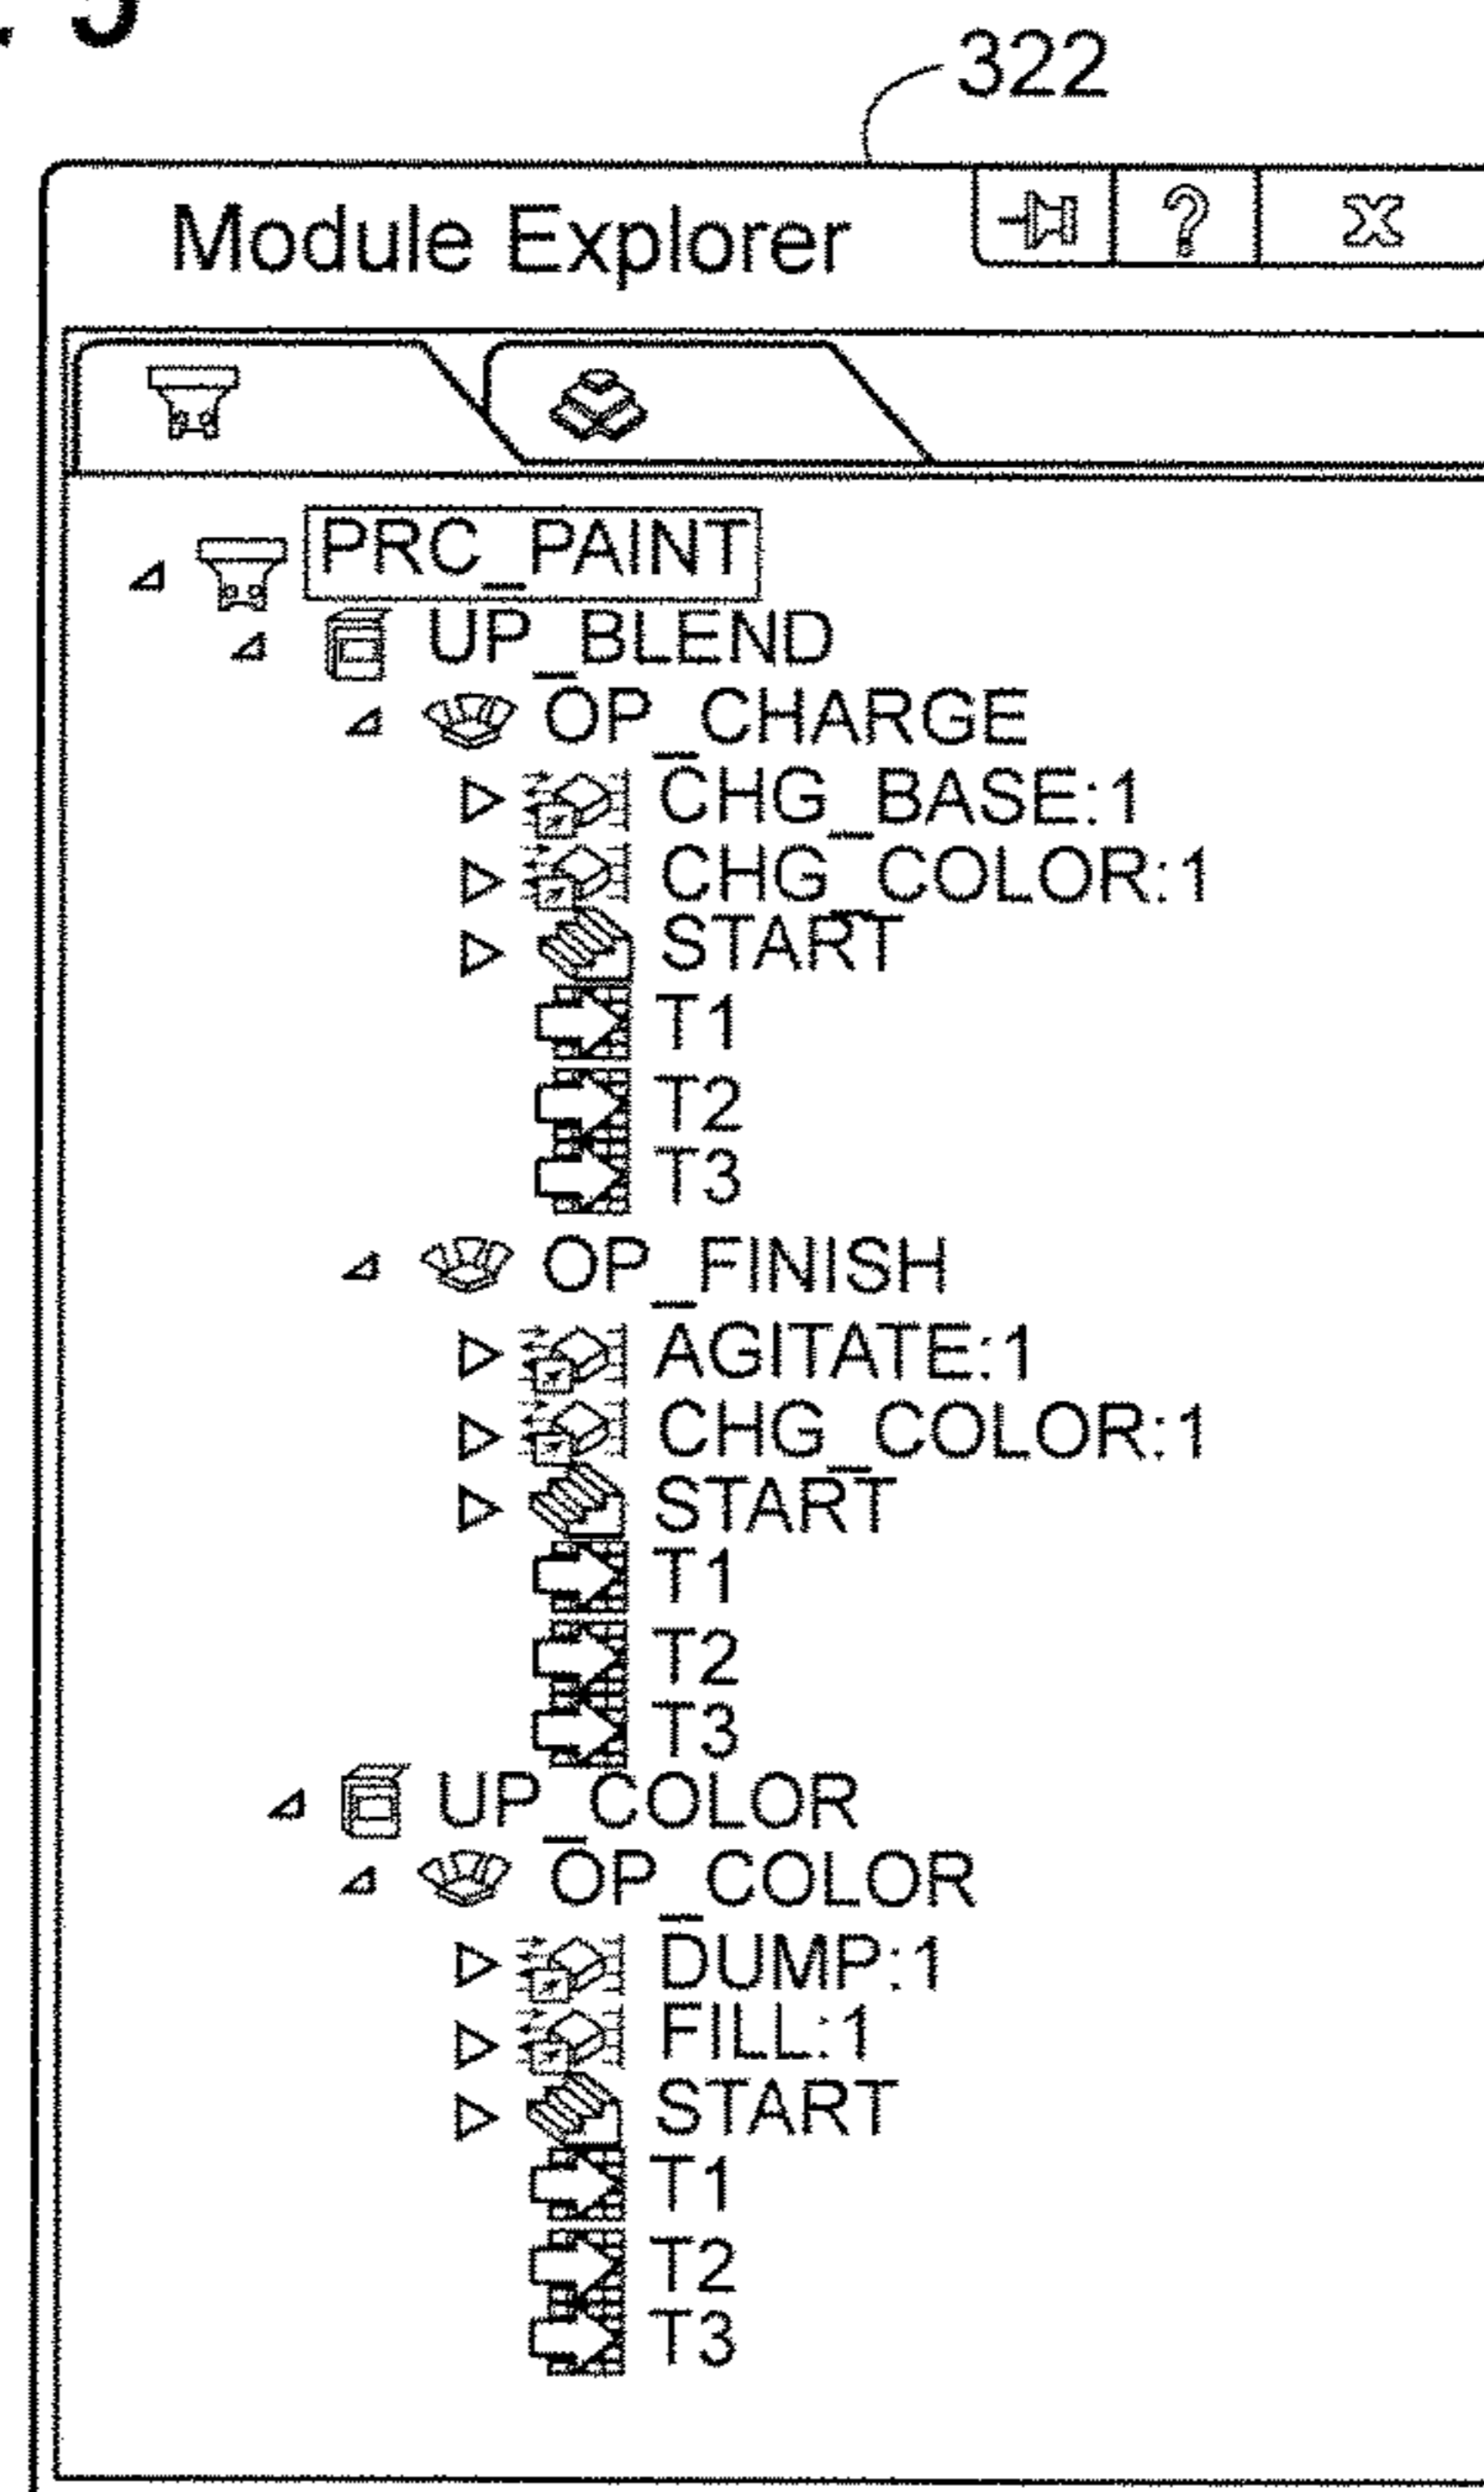 . 5
322
Module Explorer ? X
PRC_PAINT
UP_BLEND
OP_CHARGE
CHG_BASE:1
CHG_COLOR:1
START
T1
T2
T3
OP_FINISH
AGITATE:1
CHG_COLOR:1
START
T1
T2
T3
UP_COLOR
OP_COLOR
DUMP:1
FILL:1
START
T1
T2
T3